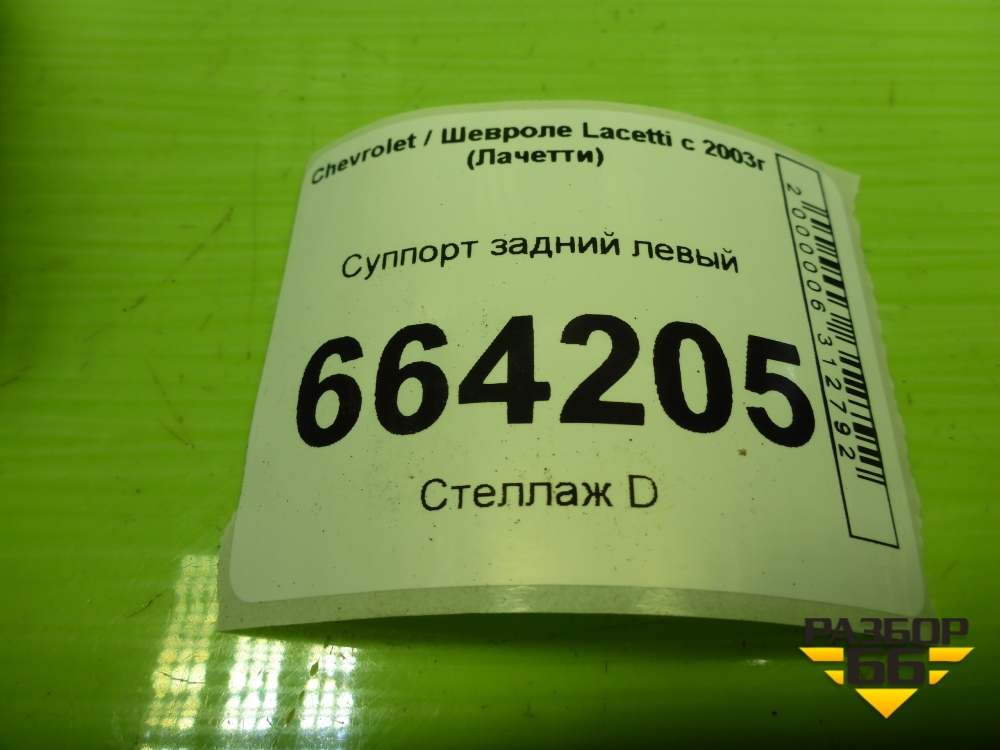 Chevrolet / Шевроле Lacetti с 2003г
(Лачетти)
Суппорт задний левый
664205
Стеллаж D
2000006312792
РАЗБОР
66